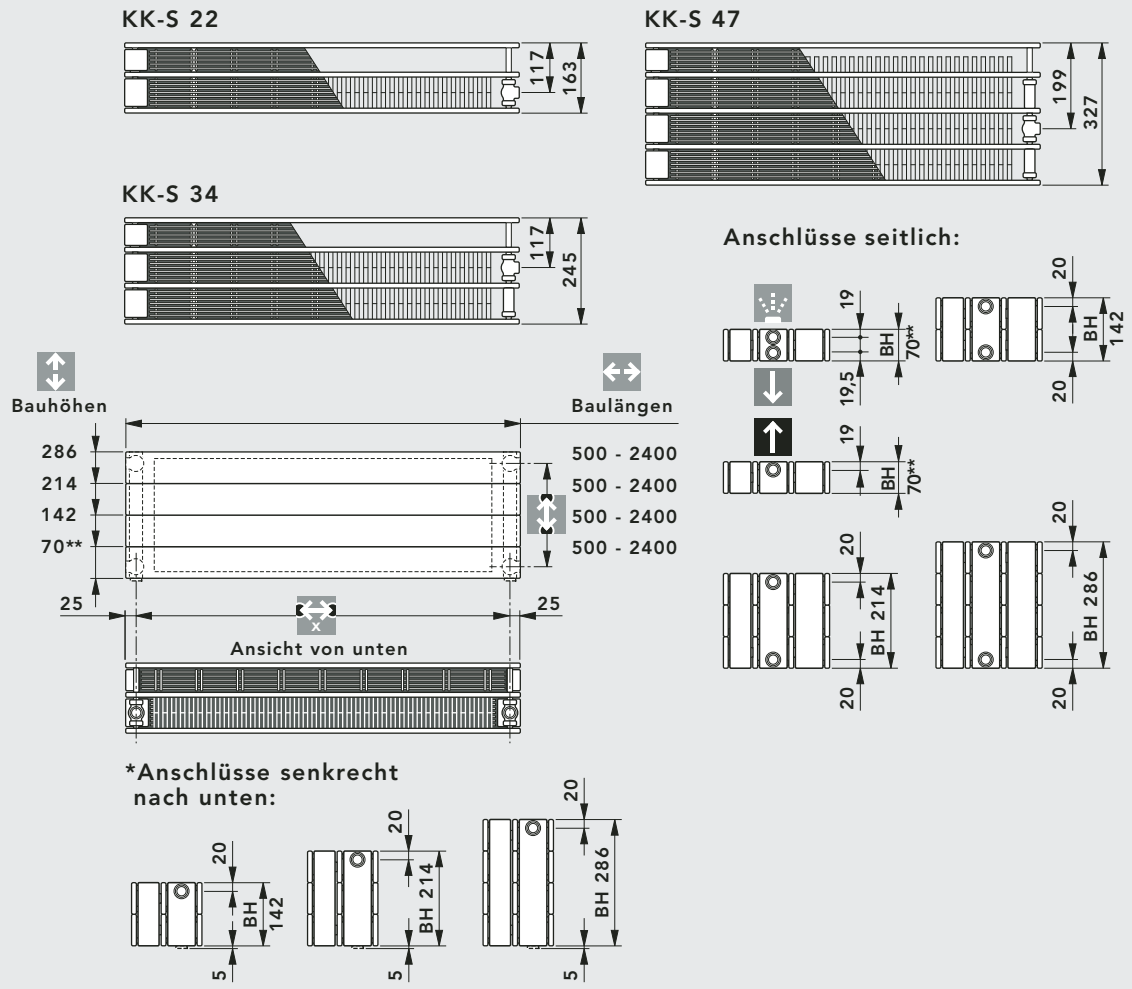 KK-S 22
117
163
KK-S 47
199
327
KK-S 34
117
245
Anschlüsse seitlich:
19
BH
70**
19,5
20
BH
142
20
19
BH
70**
20
BH 214
20
20
BH 286
20
Bauhöhen
Baulängen
286
214
142
70**
500 - 2400
500 - 2400
500 - 2400
500 - 2400
25
x
25
Ansicht von unten
*Anschlüsse senkrecht
nach unten:
20
BH
142
5
20
BH 214
5
20
BH 286
5